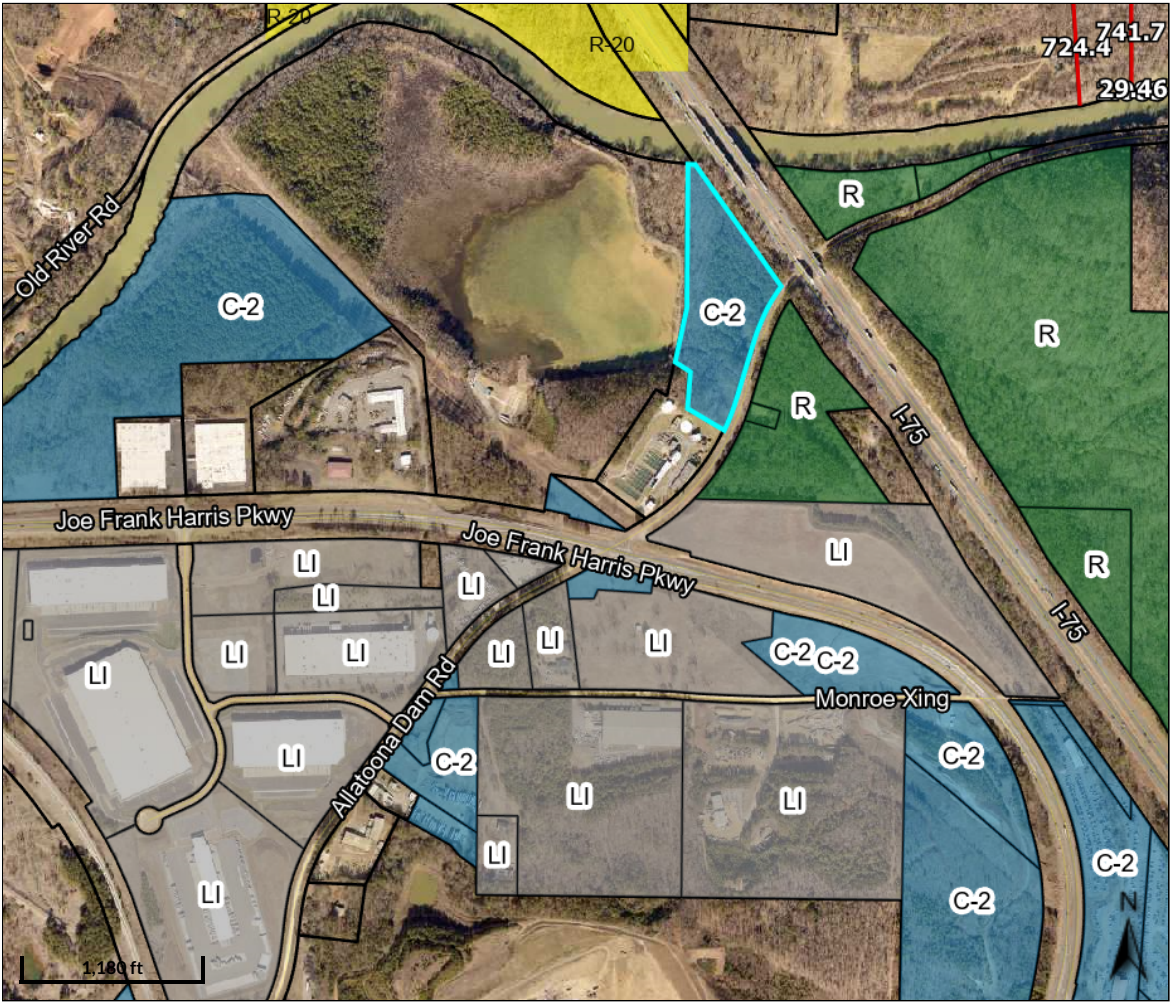 R-20
R-20
741.7
724.4
29.46
R
Old River Rd
C-2
C-2
R
R
I-75
Joe Frank Harris Pkwy
Joe Frank Harris Pkwy
LI
LI
LI
LI
R
LI
I-75
LI
LI
LI
LI
LI
C-2
C-2
LI
Allatoona Dam Rd
Monroe Xing
LI
C-2
C-2
LI
LI
LI
C-2
LI
C-2
N
1,180 ft